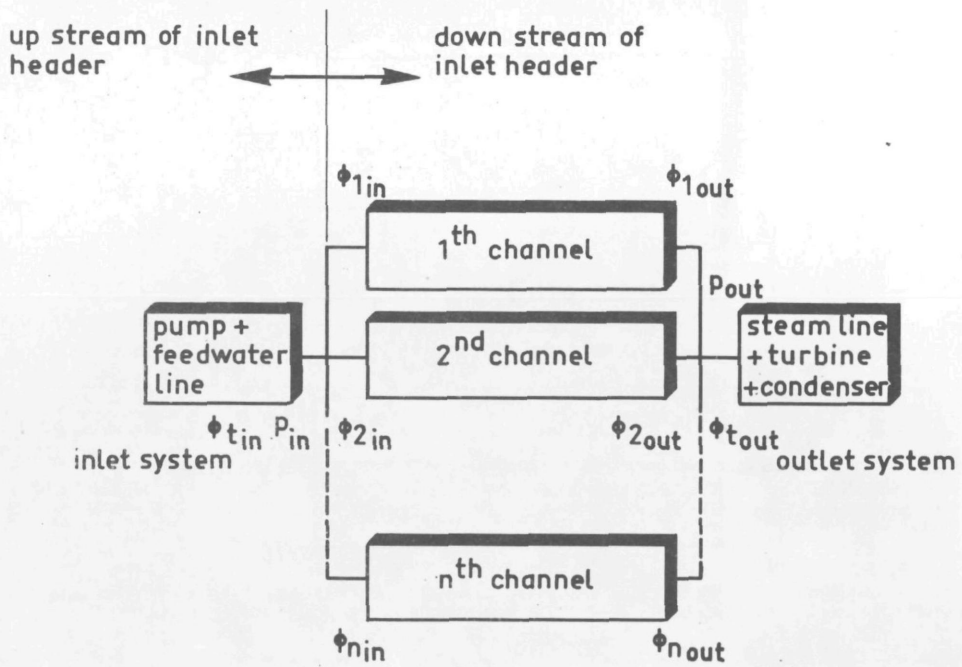 up stream of inlet
header
down stream of
inlet header
ϕ1in
ϕ1out
1th channel
Pout
pump +
feedwater
line
2nd channel
steam line
+ turbine
+condenser
ϕtin Pin
ϕ2in
ϕ2out
ϕtout
inlet system
outlet system
nth channel
ϕnin
ϕnout